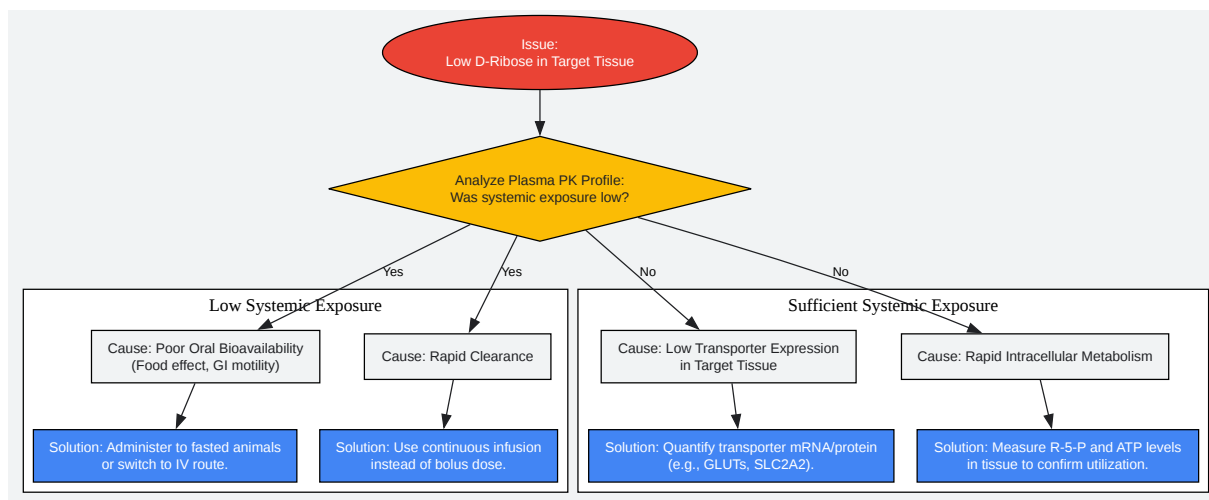 Issue:
Low D-Ribose in Target Tissue
Analyze Plasma PK Profile:
Was systemic exposure low?
Yes
Yes
No
No
Low Systemic Exposure
Sufficient Systemic Exposure
Cause: Poor Oral Bioavailability
(Food effect, GI motility)
Cause: Rapid Clearance
Cause: Low Transporter Expression
in Target Tissue
Cause: Rapid Intracellular Metabolism
Solution: Administer to fasted animals
or switch to IV route.
Solution: Use continuous infusion
instead of bolus dose.
Solution: Quantify transporter mRNA/protein
(e.g., GLUTs, SLC2A2).
Solution: Measure R-5-P and ATP levels
in tissue to confirm utilization.